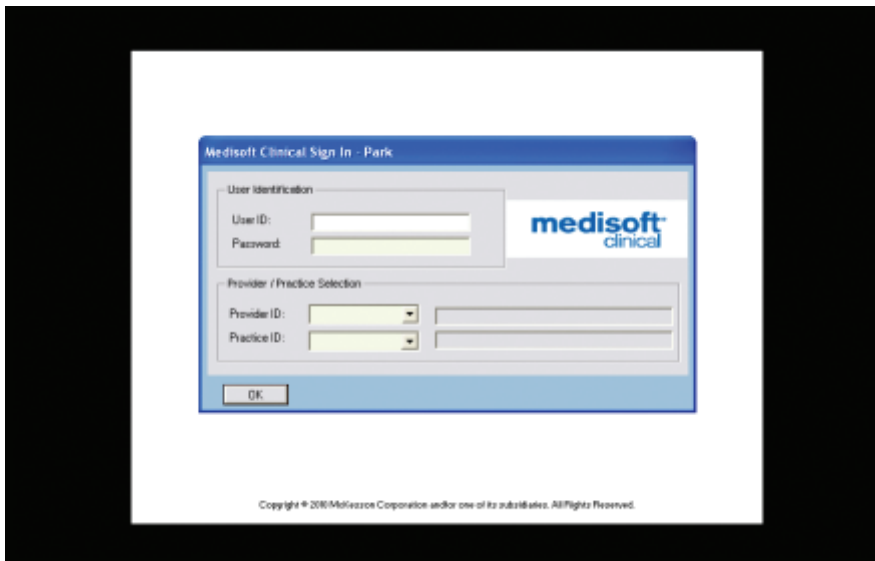 Medisoft Clinical Sign In - Park
User Identification
User ID:
Password:
medisoft
clinical
Provider / Practice Selection
Provider ID:
Practice ID:
OK
Copyright © 2010 McKesson Corporation and/or one of its subsidiaries. All Rights Reserved.